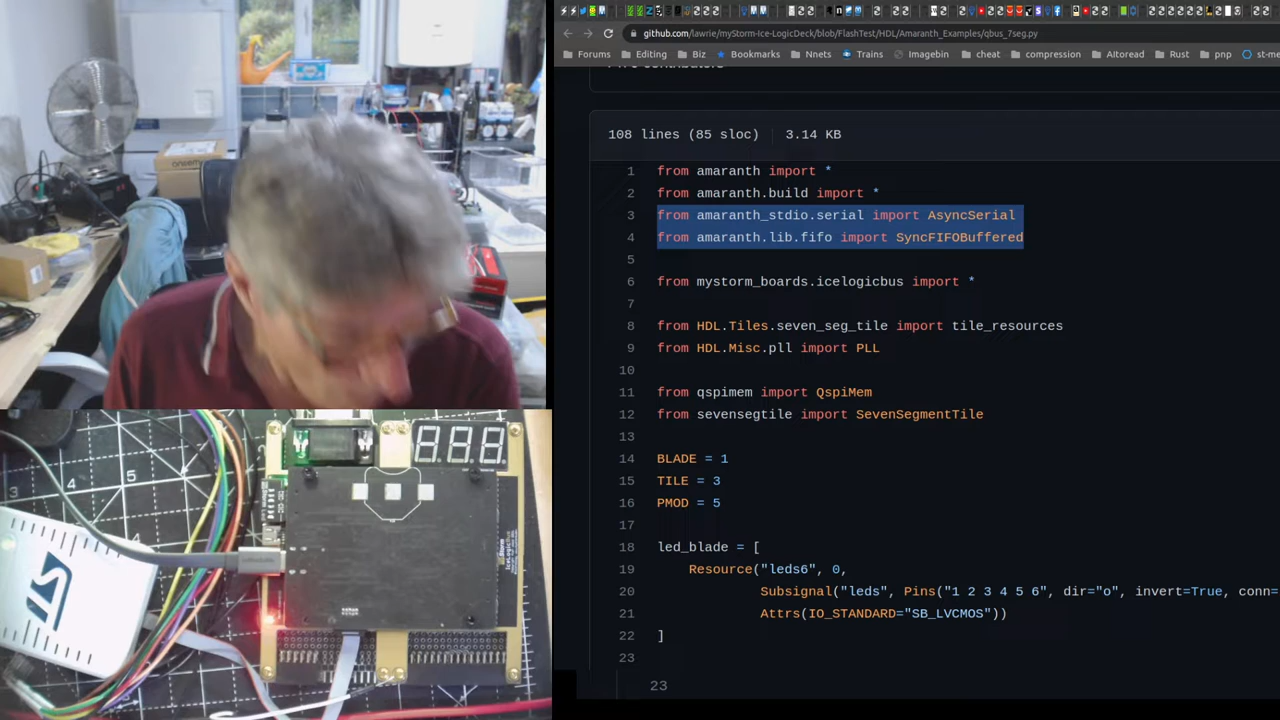 github.com/lawrie/myStorm-Ice-LogicDeck/blob/FlashTest/HDL/Amaranth_Examples/qbus_7seg.py
Forums Editing Biz Bookmarks Nnets Trains Imagebin cheat compression Altoread Rust pnp st-me
108 lines (85 sloc) 3.14 KB
1 from amaranth import *
2 from amaranth.build import *
3 from amaranth_stdio.serial import AsyncSerial
4 from amaranth.lib.fifo import SyncFIFOBuffered
5
6 from mystorm_boards.icelogicbus import *
7
8 from HDL.Tiles.seven_seg_tile import tile_resources
9 from HDL.Misc.pll import PLL
10
11 from qspimem import QspiMem
12 from sevensegtile import SevenSegmentTile
13
14 BLADE = 1
15 TILE = 3
16 PMOD = 5
17
18 led_blade = [
19 Resource("leds6", 0,
20 Subsignal("leds", Pins("1 2 3 4 5 6", dir="o", invert=True, conn=
21 Attrs(IO_STANDARD="SB_LVCMOS"))
22 ]
23
23